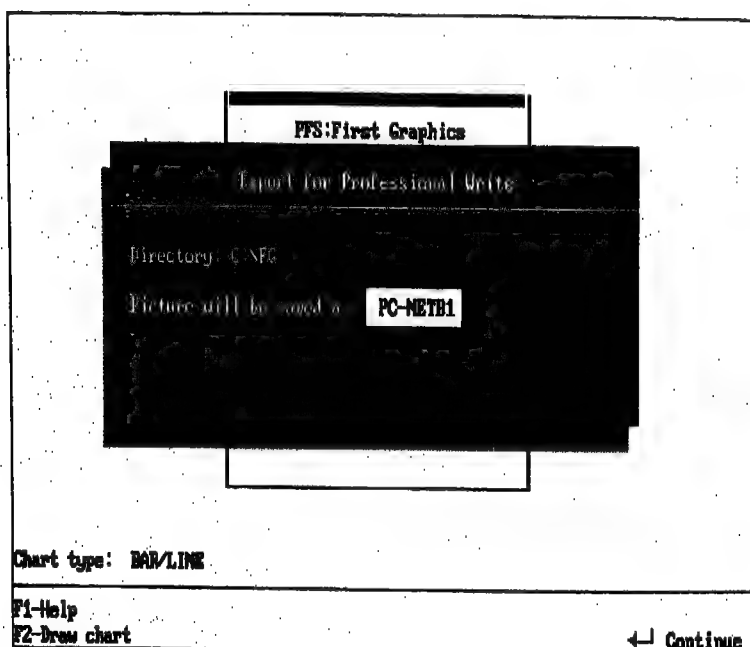 PFS:First Graphics
Export for Professional Write
Directory: C:\FG
Picture will be saved a PC-NETB1
Chart type: BAR/LINE
F1-Help
F2-Draw chart
↵ Continue